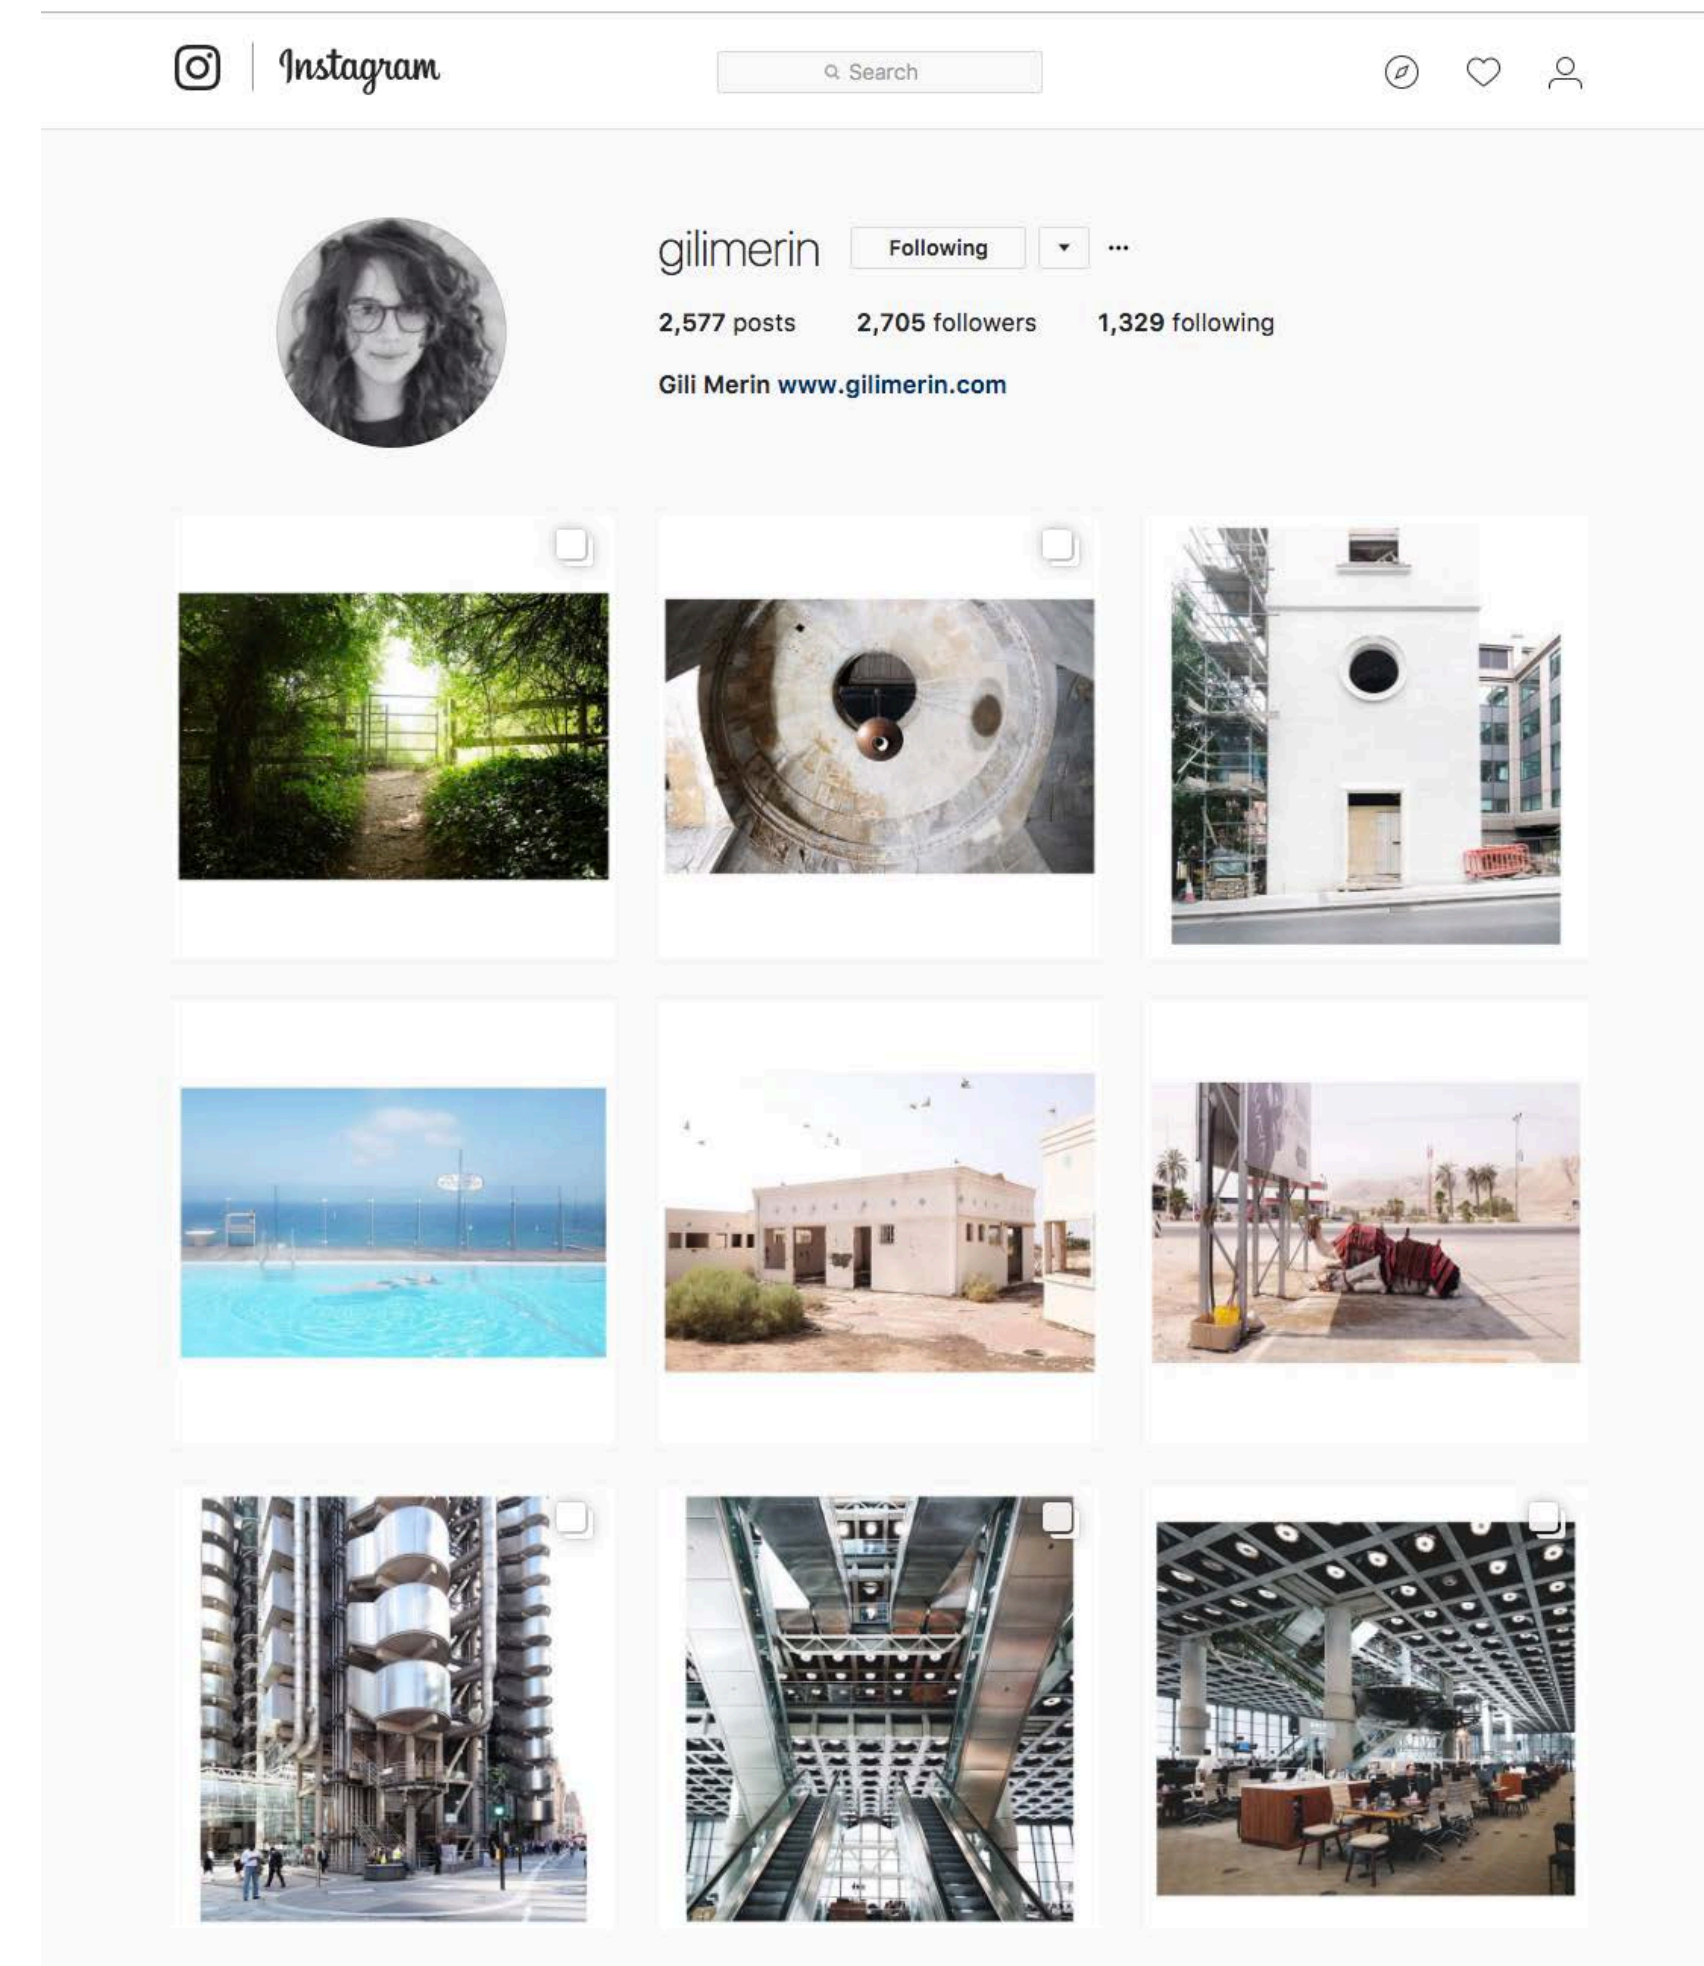 Instagram
Search
gilimerin Following
2,577 posts 2,705 followers 1,329 following
Gili Merin www.gilimerin.com